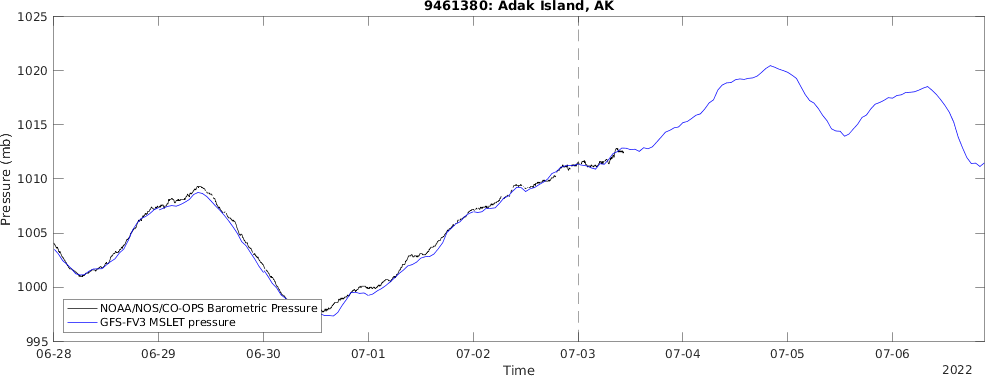 9461380: Adak Island, AK
Pressure (mb)
1025
1020
1015
1010
1005
1000
995
NOAA/NOS/CO-OPS Barometric Pressure
GFS-FV3 MSLET pressure
06-28 06-29 06-30 07-01 07-02 07-03 07-04 07-05 07-06
Time
2022